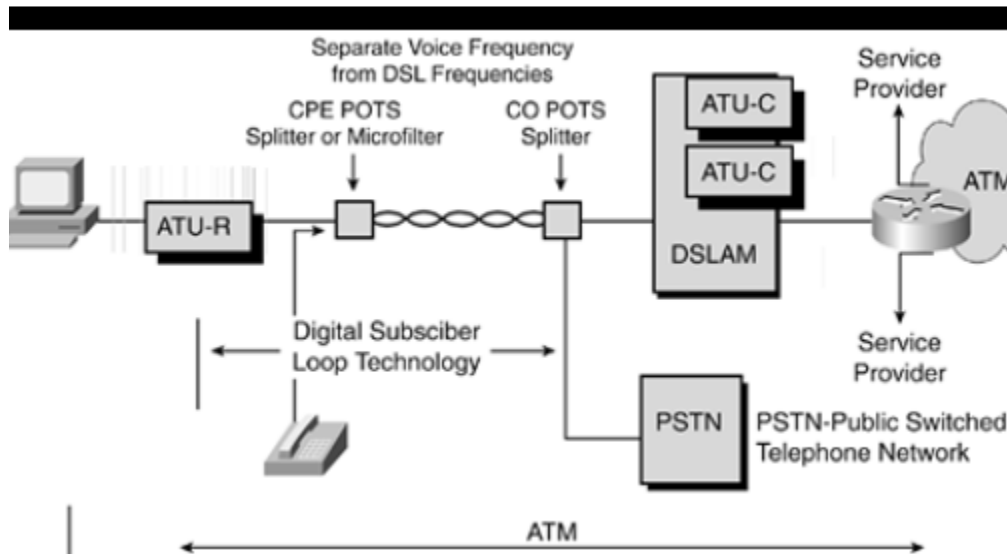 Separate Voice Frequency
from DSL Frequencies
Service
Provider
CPE POTS
Splitter or Microfilter
CO POTS
Splitter
ATU-C
ATU-C
ATM
ATU-R
DSLAM
Digital Subsciber
Loop Technology
Service
Provider
PSTN
PSTN-Public Switched
Telephone Network
ATM